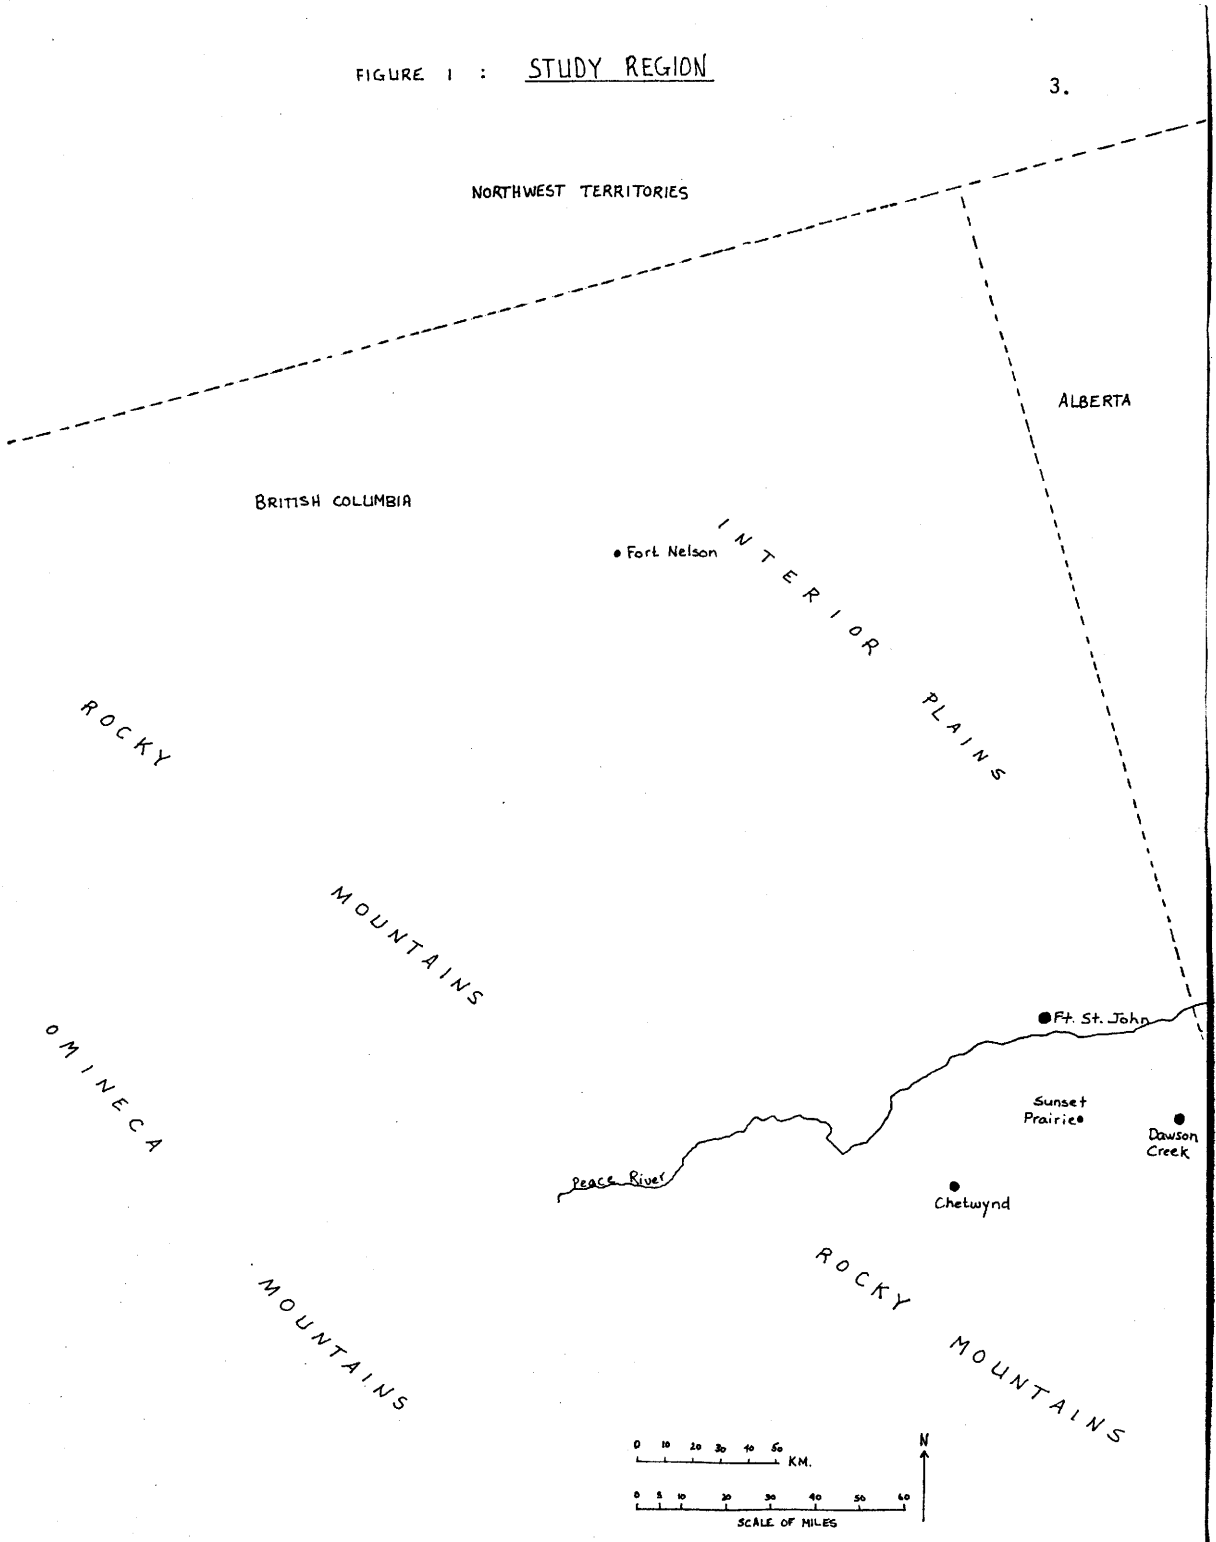 FIGURE 1 : STUDY REGION
3.
NORTHWEST TERRITORIES
ALBERTA
BRITISH COLUMBIA
Fort Nelson
INTERIOR PLAINS
ROCKY MOUNTAINS
OMINECA MOUNTAINS
Ft. St. John
Sunset
Prairie
Dawson
Creek
Peace River
Chetwynd
ROCKY MOUNTAINS
N
0 10 20 30 40 50
KM.
0 5 10 20 30 40 50 60
SCALE OF MILES